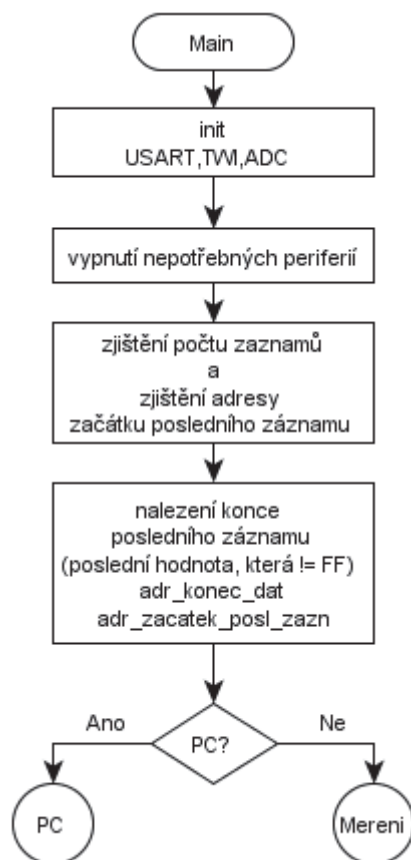 Main
init
USART,TWI,ADC
vypnutí nepotřebných periferií
zjištění počtu zaznamů
a
zjištění adresy
začátku posledního záznamu
nalezení konce
posledního záznamu
(poslední hodnota, která != FF)
adr_konec_dat
adr_zacatek_posl_zazn
Ano
PC?
Ne
PC
Mereni